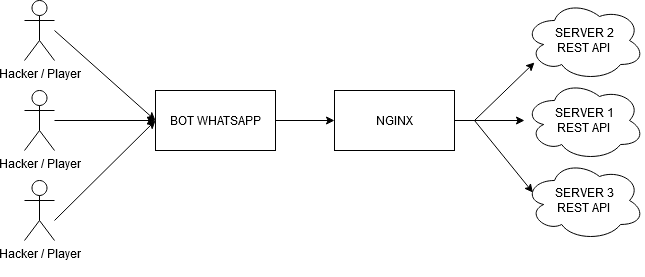 Hacker / Player
Hacker / Player
Hacker / Player
BOT WHATSAPP
NGINX
SERVER 2
REST API
SERVER 1
REST API
SERVER 3
REST API